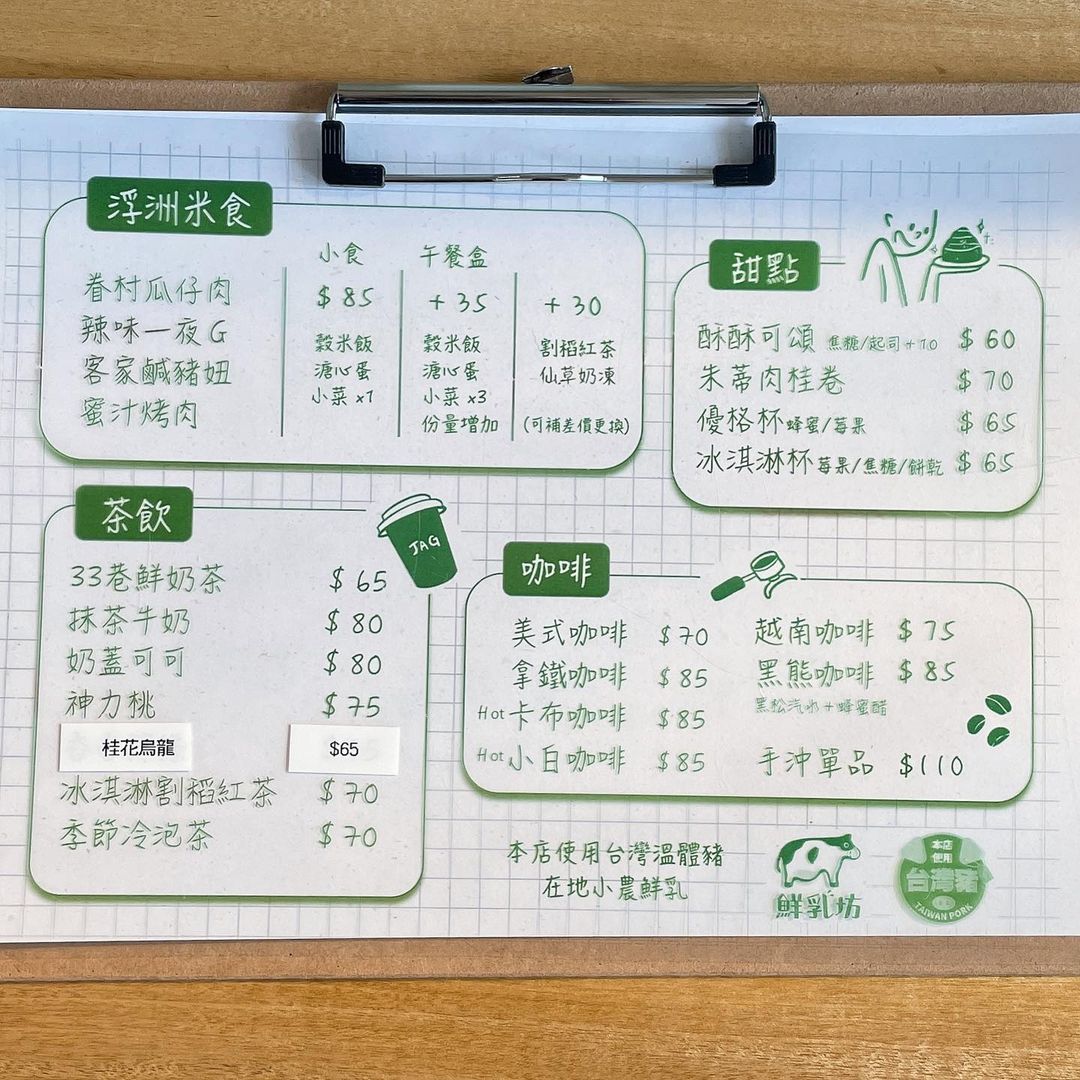 浮洲米食
小食 午餐盒
眷村瓜仔肉 $85 +35 +30
辣味一夜G 穀米飯 穀米飯 割稻紅茶
客家鹹豬妞 溏心蛋 溏心蛋 仙草奶凍
小菜x1 小菜x3
蜜汁烤肉 份量增加 (可補差價更換)
甜點
酥酥可頌 焦糖/起司+10 $60
朱蒂肉桂卷 $70
優格杯 蜂蜜/莓果 $65
冰淇淋杯 莓果/焦糖/餅乾 $65
茶飲
JAG
33巷鮮奶茶 $65
抹茶牛奶 $80
奶蓋可可 $80
神力桃 $75
桂花烏龍 $65
冰淇淋割稻紅茶 $70
季節冷泡茶 $70
咖啡
美式咖啡 $70 越南咖啡 $75
拿鐵咖啡 $85 黑熊咖啡 $85
Hot卡布咖啡 $85 黑松汽水+蜂蜜醋
Hot小白咖啡 $85 手沖單品 $110
本店使用台灣溫體豬
在地小農鮮乳
鮮乳坊
本店
使用
台灣豬
TAIWAN PORK